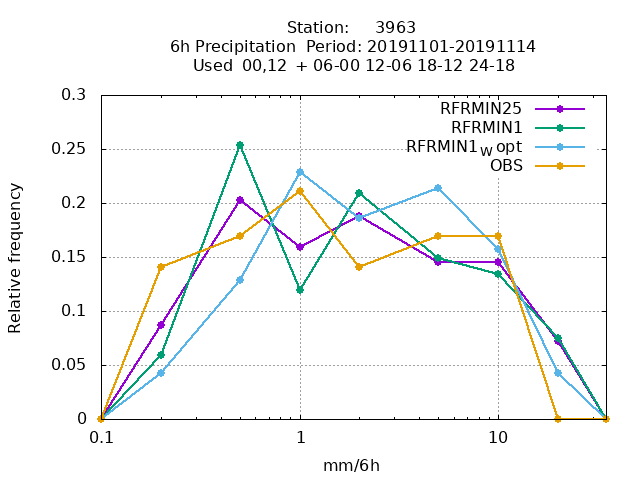 Station: 3963
6h Precipitation Period: 20191101-20191114
Used 00,12 + 06-00 12-06 18-12 24-18
Relative frequency
0.3
0.25
0.2
0.15
0.1
0.05
0
RFRMIN25
RFRMIN1
RFRMIN1w opt
OBS
0.1 1 10
mm/6h